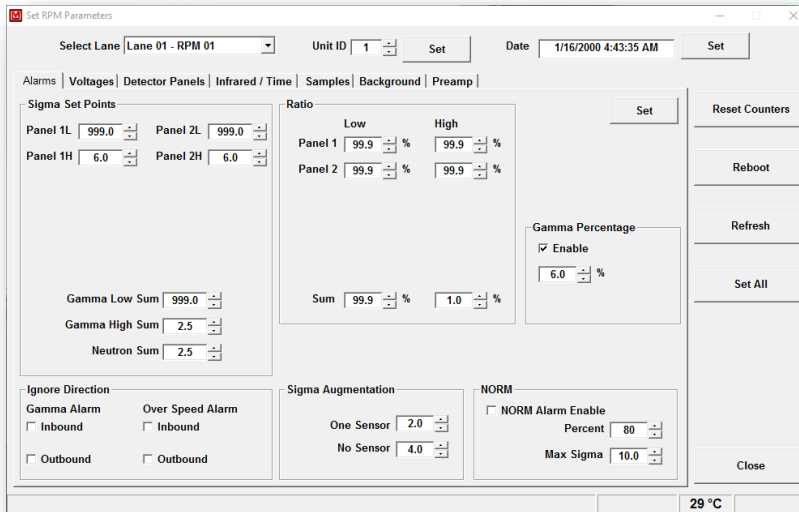 Set RPM Parameters
Select Lane Lane 01 - RPM 01 Unit ID 1 Set Date 1/16/2000 4:43:35 AM Set
Alarms Voltages Detector Panels Infrared / Time Samples Background Preamp
Sigma Set Points
Panel 1L 999.0 Panel 2L 999.0
Panel 1H 6.0 Panel 2H 6.0
Gamma Low Sum 999.0
Gamma High Sum 2.5
Neutron Sum 2.5
Ratio
Low High
Panel 1 99.9 % 99.9 %
Panel 2 99.9 % 99.9 %
Sum 99.9 % 1.0 %
Set
Gamma Percentage
Enable
6.0 %
Reset Counters
Reboot
Refresh
Set All
Ignore Direction
Gamma Alarm Over Speed Alarm
Inbound Inbound
Outbound Outbound
Sigma Augmentation
One Sensor 2.0
No Sensor 4.0
NORM
NORM Alarm Enable
Percent 80
Max Sigma 10.0
Close
29 °C